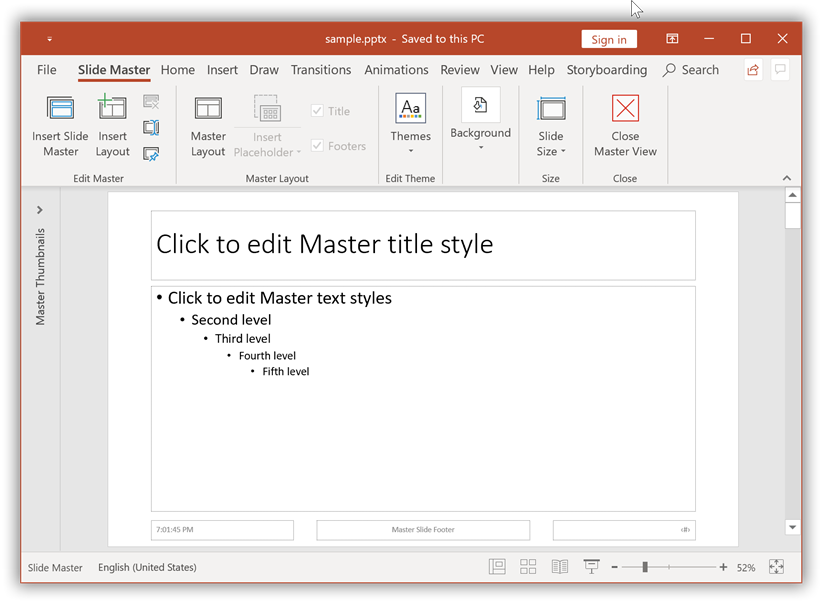 sample.pptx - Saved to this PC
Sign in
File Slide Master Home Insert Draw Transitions Animations Review View Help Storyboarding Search
Insert Slide Master
Insert Layout
Edit Master
Master Layout
Insert Placeholder
Title
Footers
Master Layout
Aa
Themes
Edit Theme
Background
Slide Size
Size
Close Master View
Close
Master Thumbnails
Click to edit Master title style
• Click to edit Master text styles
• Second level
• Third level
• Fourth level
• Fifth level
7:01:45 PM
Master Slide Footer
‹#›
Slide Master English (United States)
52%